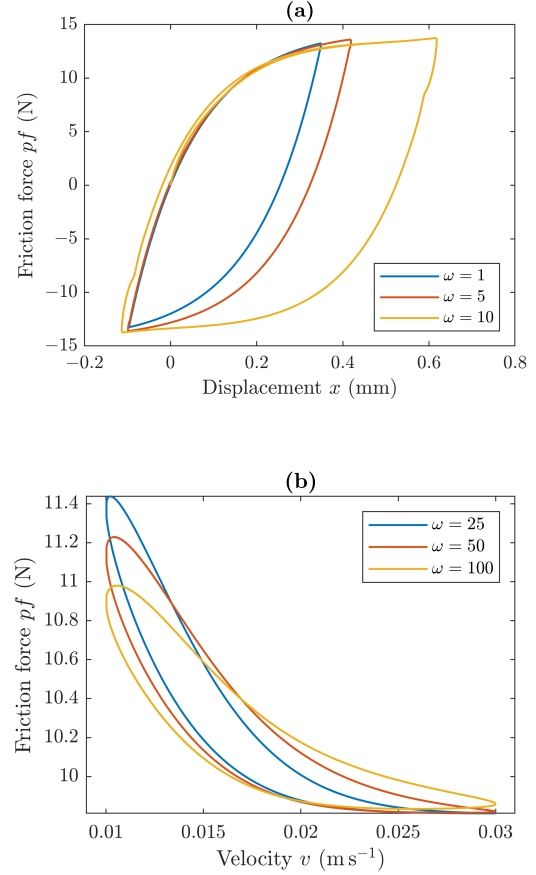 (a)
15
10
5
0
−5
−10
−15
Friction force pf (N)
ω = 1
ω = 5
ω = 10
−0.2 0 0.2 0.4 0.6 0.8
Displacement x (mm)
(b)
11.4
11.2
11
10.8
10.6
10.4
10.2
10
Friction force pf (N)
ω = 25
ω = 50
ω = 100
0.01 0.015 0.02 0.025 0.03
Velocity v (m s⁻¹)